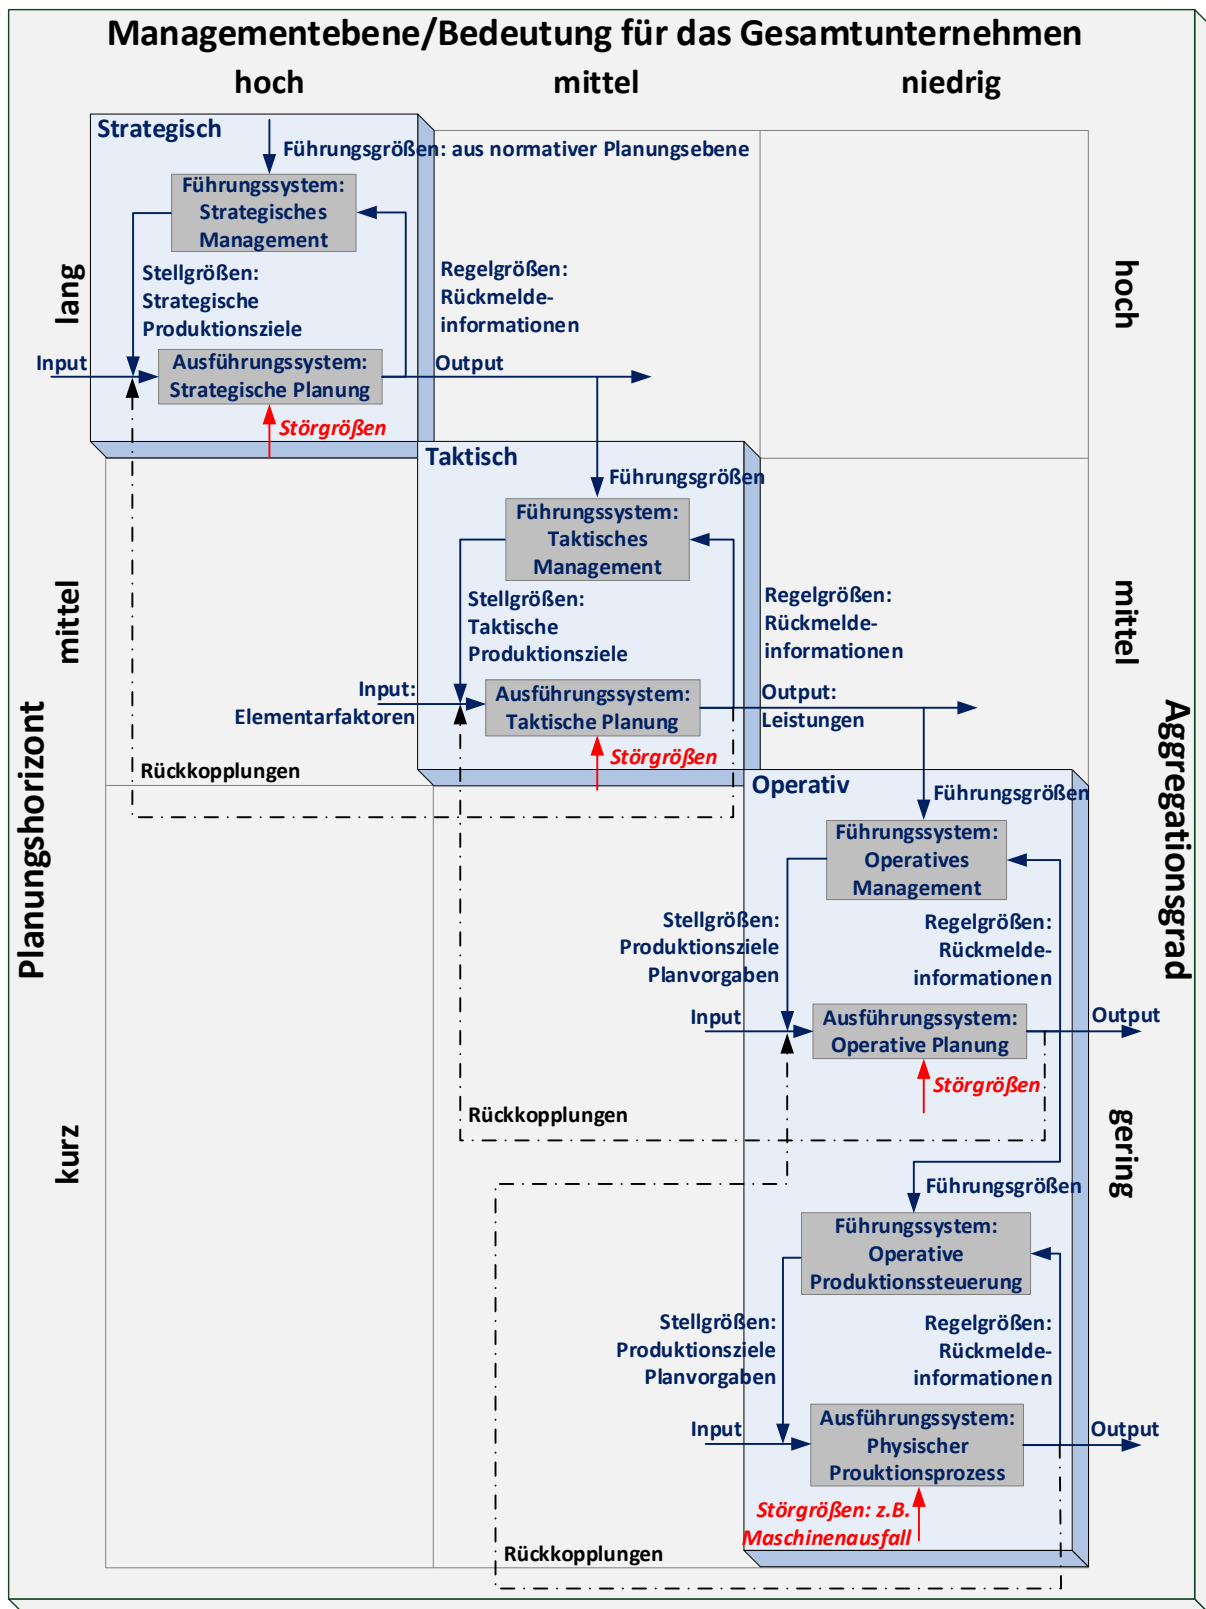 Managementebene/Bedeutung für das Gesamtunternehmen
hoch
mittel
niedrig
Strategisch
Führungsgrößen: aus normativer Planungsebene
Führungssystem:
Strategisches
Management
Stellgrößen:
Strategische
Produktionsziele
Regelgrößen:
Rückmelde-
informationen
lang
hoch
Input
Ausführungssystem:
Strategische Planung
Output
Störgrößen
Taktisch
Führungsgrößen
Führungssystem:
Taktisches
Management
mittel
mittel
Stellgrößen:
Taktische
Produktionsziele
Regelgrößen:
Rückmelde-
informationen
Input:
Elementarfaktoren
Ausführungssystem:
Taktische Planung
Output:
Leistungen
Störgrößen
Rückkopplungen
Planungshorizont
Aggregationsgrad
Operativ
Führungsgrößen
Führungssystem:
Operatives
Management
Stellgrößen:
Produktionsziele
Planvorgaben
Regelgrößen:
Rückmelde-
informationen
Input
Ausführungssystem:
Operative Planung
Output
Störgrößen
Rückkopplungen
kurz
gering
Führungsgrößen
Führungssystem:
Operative
Produktionssteuerung
Stellgrößen:
Produktionsziele
Planvorgaben
Regelgrößen:
Rückmelde-
informationen
Input
Ausführungssystem:
Physischer
Prouktionsprozess
Output
Störgrößen: z.B.
Maschinenausfall
Rückkopplungen